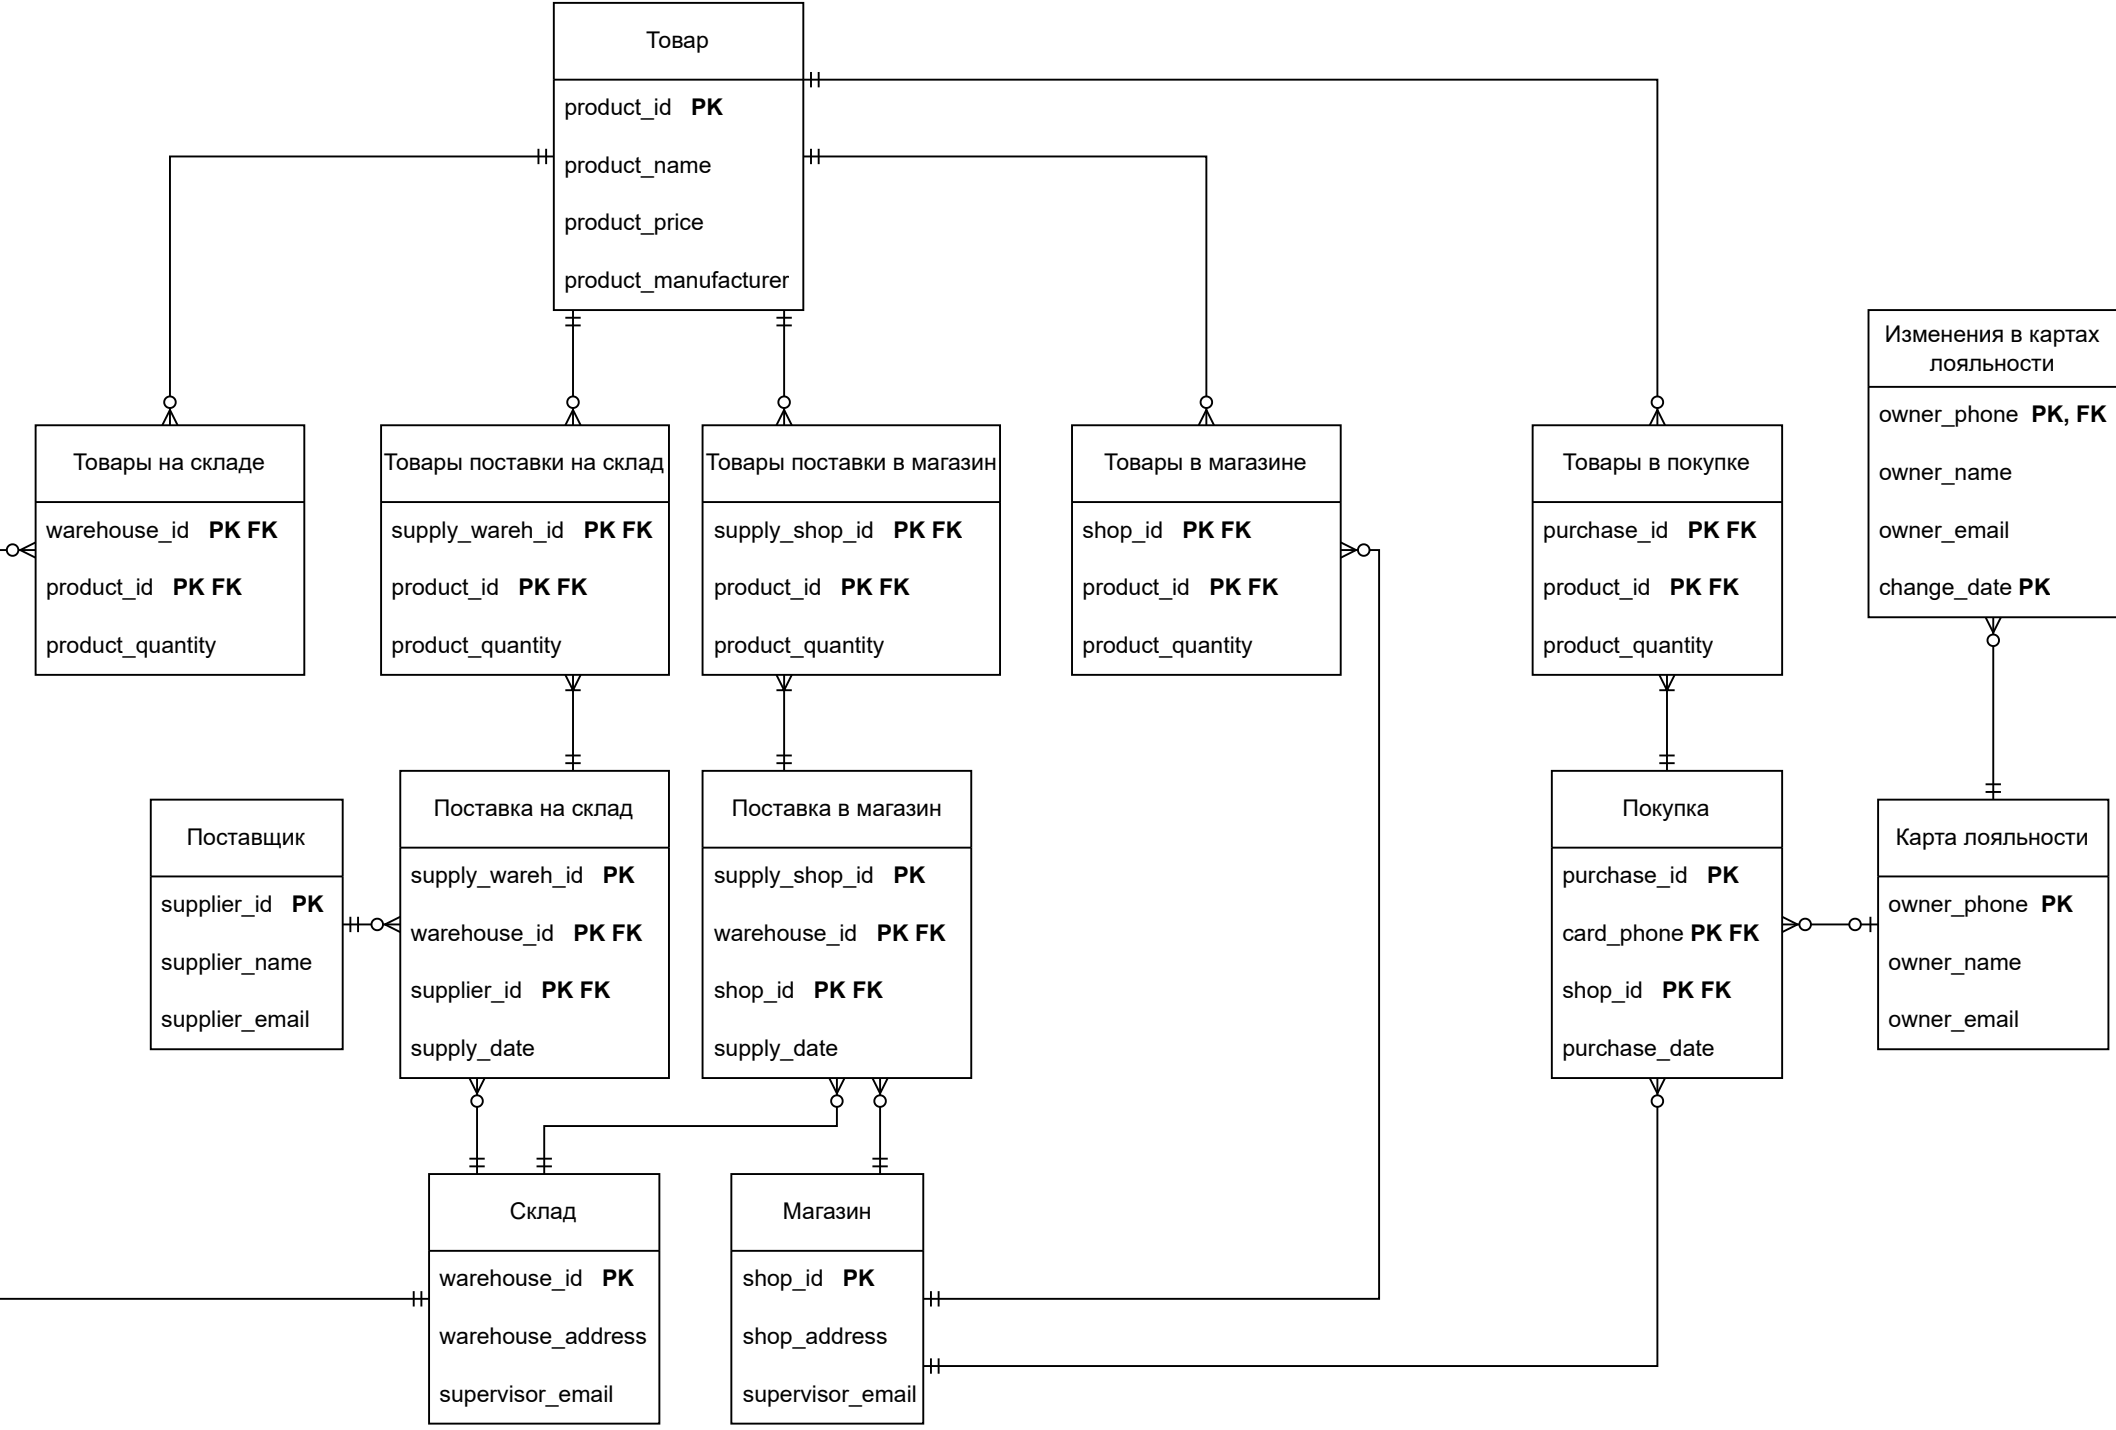 Товар
product_id PK
product_name
product_price
product_manufacturer
Товары на складе
warehouse_id PK FK
product_id PK FK
product_quantity
Товары поставки на склад
supply_wareh_id PK FK
product_id PK FK
product_quantity
Товары поставки в магазин
supply_shop_id PK FK
product_id PK FK
product_quantity
Товары в магазине
shop_id PK FK
product_id PK FK
product_quantity
Товары в покупке
purchase_id PK FK
product_id PK FK
product_quantity
Изменения в картах
лояльности
owner_phone PK, FK
owner_name
owner_email
change_date PK
Поставщик
supplier_id PK
supplier_name
supplier_email
Поставка на склад
supply_wareh_id PK
warehouse_id PK FK
supplier_id PK FK
supply_date
Поставка в магазин
supply_shop_id PK
warehouse_id PK FK
shop_id PK FK
supply_date
Покупка
purchase_id PK
card_phone PK FK
shop_id PK FK
purchase_date
Карта лояльности
owner_phone PK
owner_name
owner_email
Склад
warehouse_id PK
warehouse_address
supervisor_email
Магазин
shop_id PK
shop_address
supervisor_email